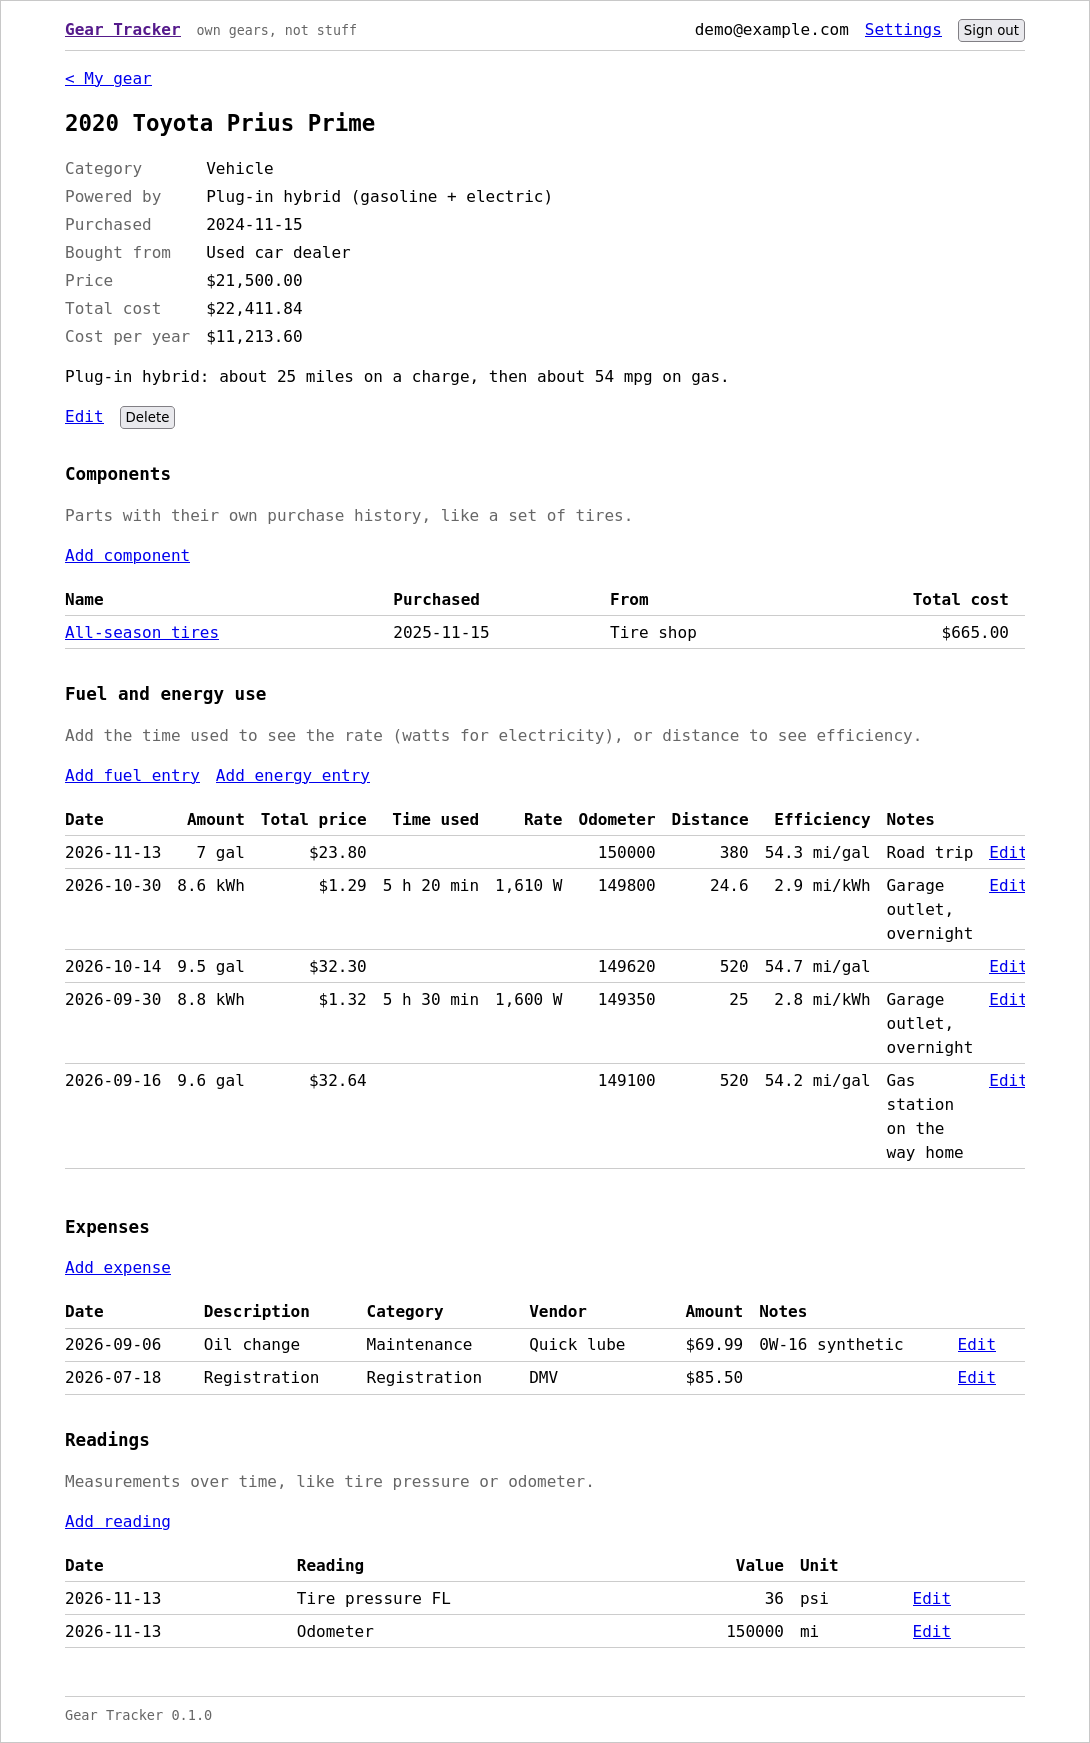 Gear Tracker own gears, not stuff demo@example.com Settings Sign out
< My gear
2020 Toyota Prius Prime
Category Vehicle
Powered by Plug-in hybrid (gasoline + electric)
Purchased 2024-11-15
Bought from Used car dealer
Price $21,500.00
Total cost $22,411.84
Cost per year $11,213.60
Plug-in hybrid: about 25 miles on a charge, then about 54 mpg on gas.
Edit Delete
Components
Parts with their own purchase history, like a set of tires.
Add component
Name Purchased From Total cost
All-season tires 2025-11-15 Tire shop $665.00
Fuel and energy use
Add the time used to see the rate (watts for electricity), or distance to see efficiency.
Add fuel entry Add energy entry
Date Amount Total price Time used Rate Odometer Distance Efficiency Notes
2026-11-13 7 gal $23.80 150000 380 54.3 mi/gal Road trip Edit
2026-10-30 8.6 kWh $1.29 5 h 20 min 1,610 W 149800 24.6 2.9 mi/kWh Garage Edit
outlet,
overnight
2026-10-14 9.5 gal $32.30 149620 520 54.7 mi/gal Edit
2026-09-30 8.8 kWh $1.32 5 h 30 min 1,600 W 149350 25 2.8 mi/kWh Garage Edit
outlet,
overnight
2026-09-16 9.6 gal $32.64 149100 520 54.2 mi/gal Gas Edit
station
on the
way home
Expenses
Add expense
Date Description Category Vendor Amount Notes
2026-09-06 Oil change Maintenance Quick lube $69.99 0W-16 synthetic Edit
2026-07-18 Registration Registration DMV $85.50 Edit
Readings
Measurements over time, like tire pressure or odometer.
Add reading
Date Reading Value Unit
2026-11-13 Tire pressure FL 36 psi Edit
2026-11-13 Odometer 150000 mi Edit
Gear Tracker 0.1.0